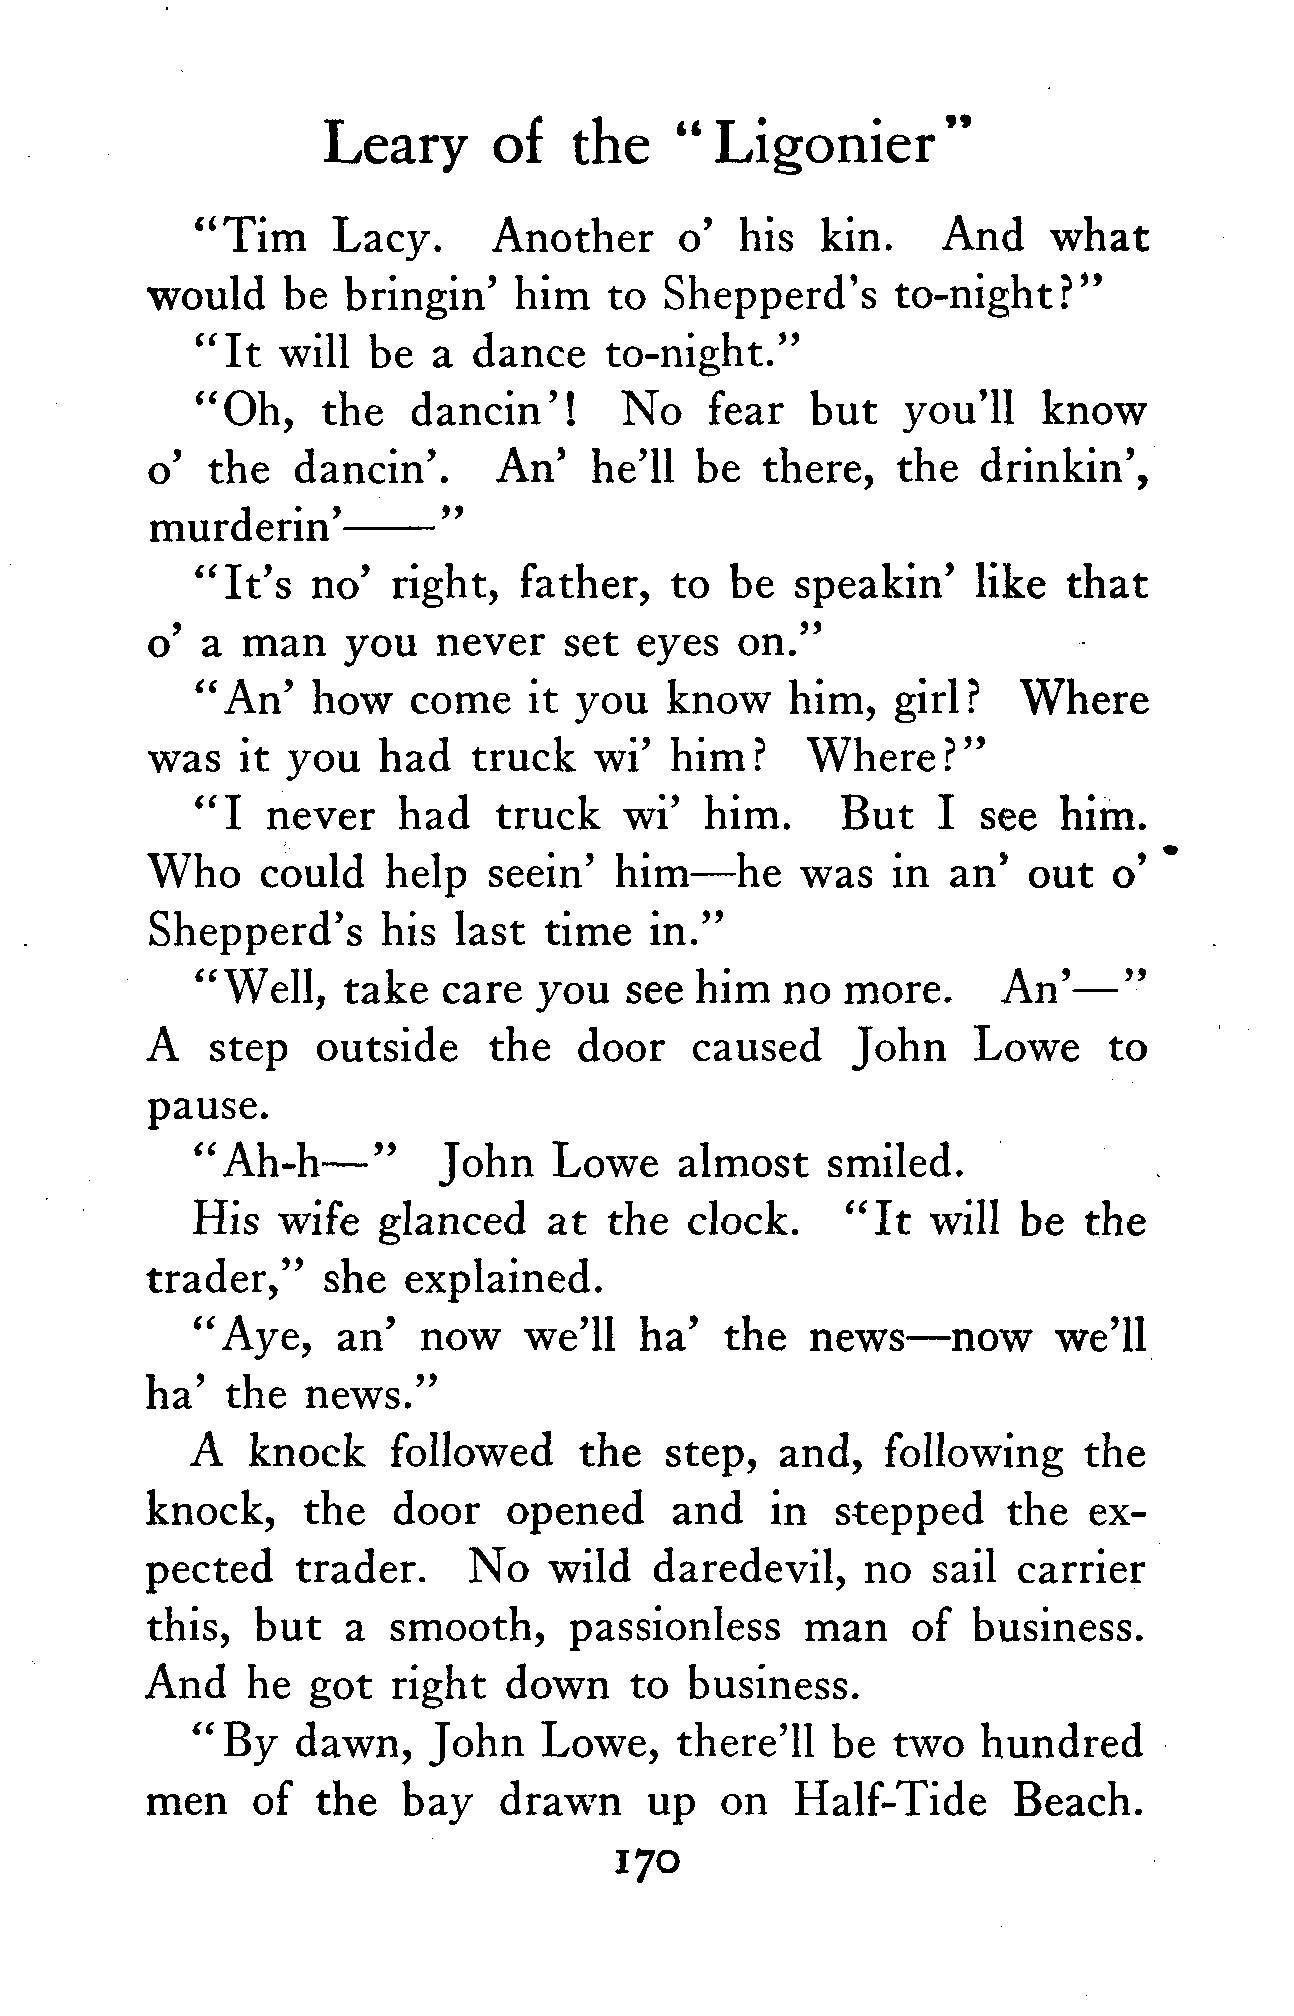 Leary of the "Ligonier"
"Tim Lacy. Another o' his kin. And what
would be bringin' him to Shepperd's to-night?"
"It will be a dance to-night."
"Oh, the dancin'! No fear but you'll know
o' the dancin'. An' he'll be there, the drinkin',
murderin'——"
"It's no' right, father, to be speakin' like that
o' a man you never set eyes on."
"An' how come it you know him, girl? Where
was it you had truck wi' him? Where?"
"I never had truck wi' him. But I see him.
Who could help seein' him—he was in an' out o'
Shepperd's his last time in."
"Well, take care you see him no more. An'—"
A step outside the door caused John Lowe to
pause.
"Ah-h—" John Lowe almost smiled.
His wife glanced at the clock. "It will be the
trader," she explained.
"Aye, an' now we'll ha' the news—now we'll
ha' the news."
A knock followed the step, and, following the
knock, the door opened and in stepped the ex-
pected trader. No wild daredevil, no sail carrier
this, but a smooth, passionless man of business.
And he got right down to business.
"By dawn, John Lowe, there'll be two hundred
men of the bay drawn up on Half-Tide Beach.
170